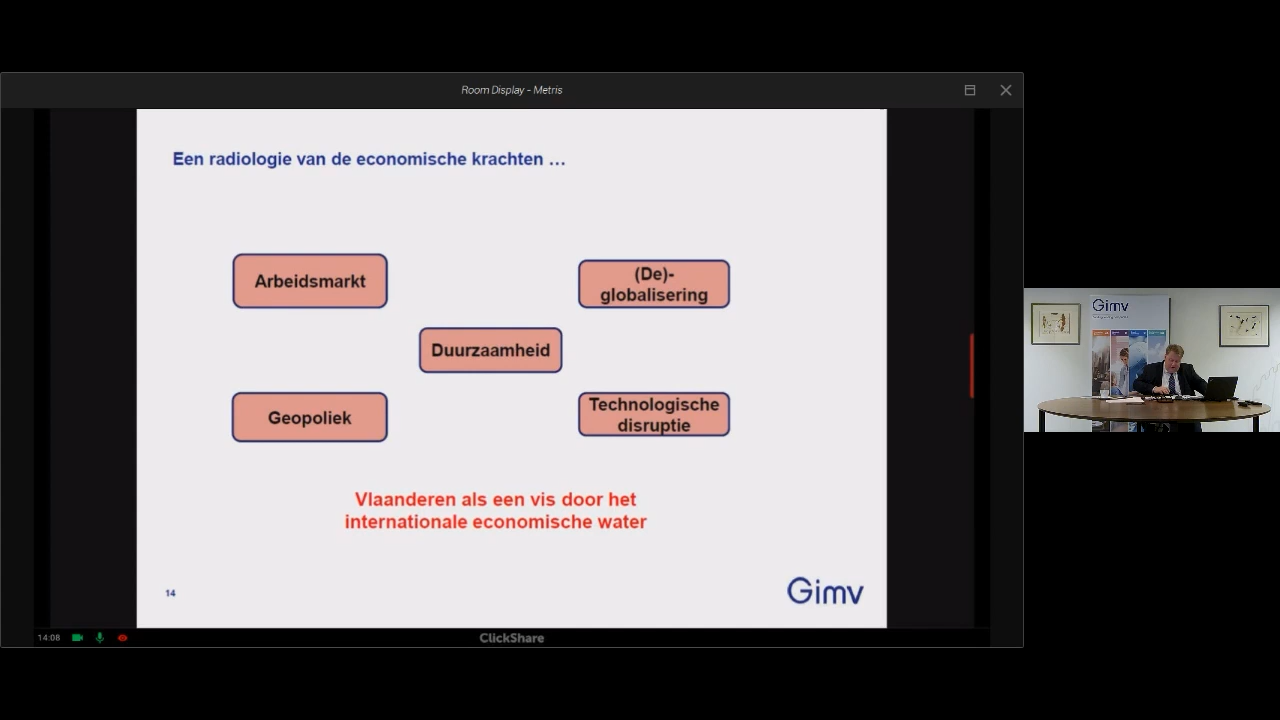 Room Display - Metris
Een radiologie van de economische krachten ...
Arbeidsmarkt
(De)-
globalisering
Duurzaamheid
Geopoliek
Technologische
disruptie
Vlaanderen als een vis door het
internationale economische water
14
Gimv
14:08
ClickShare
Gimv